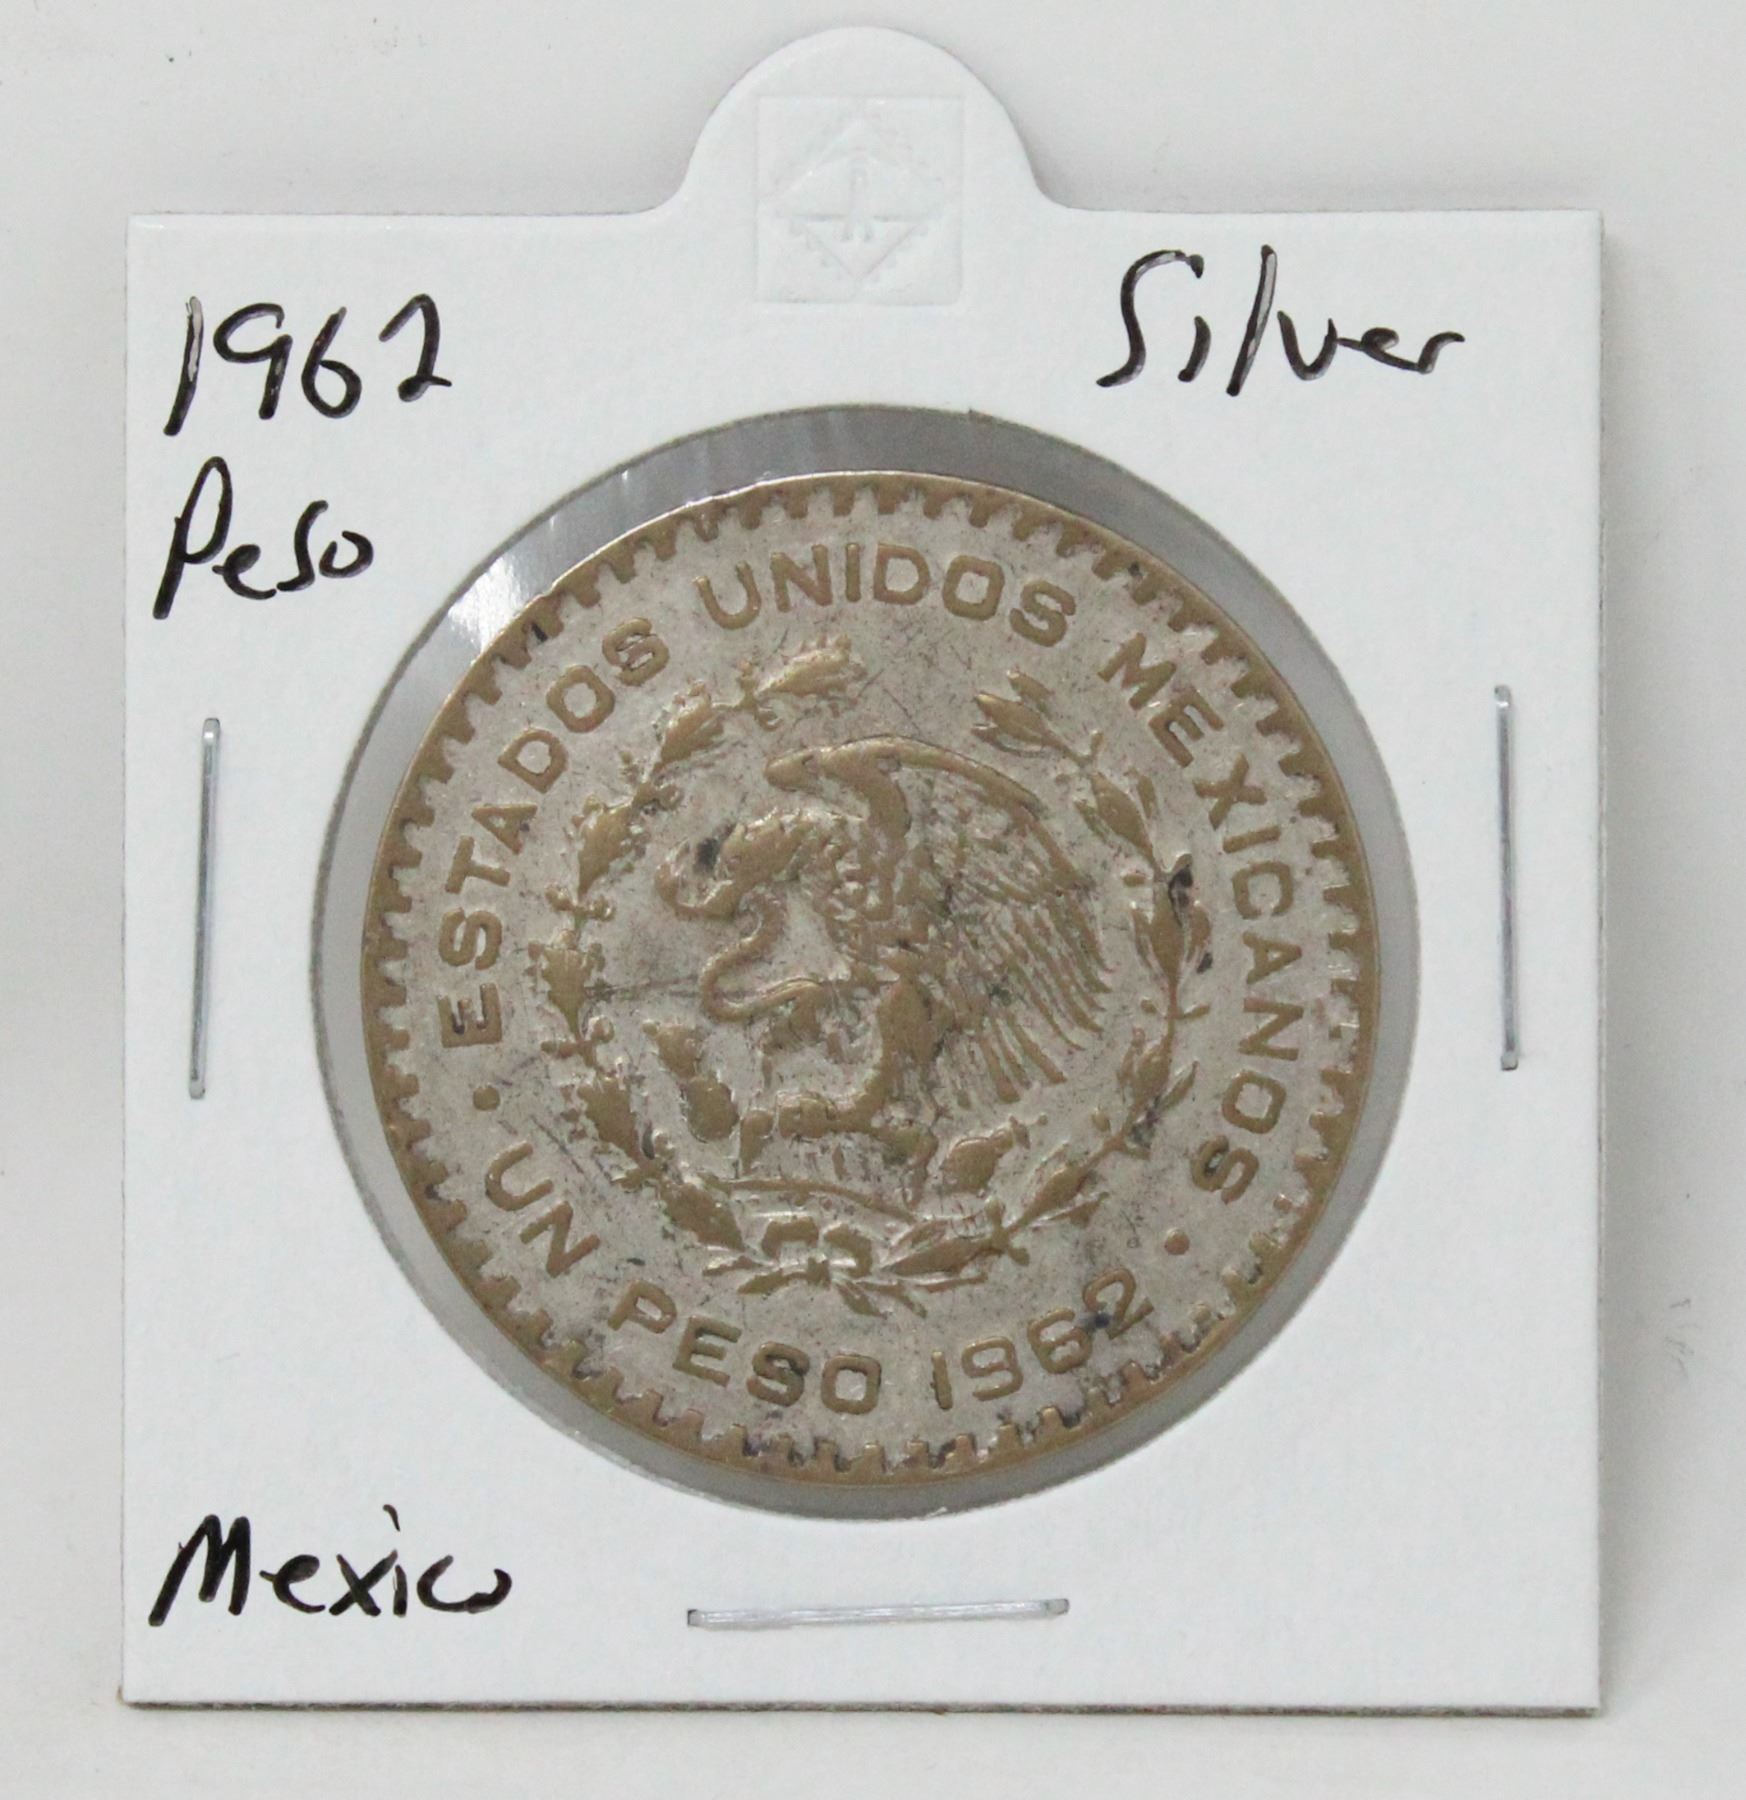 1962
Peso
Silver
ESTADOS UNIDOS MEXICANOS
· UN PESO 1962 ·
Mexico